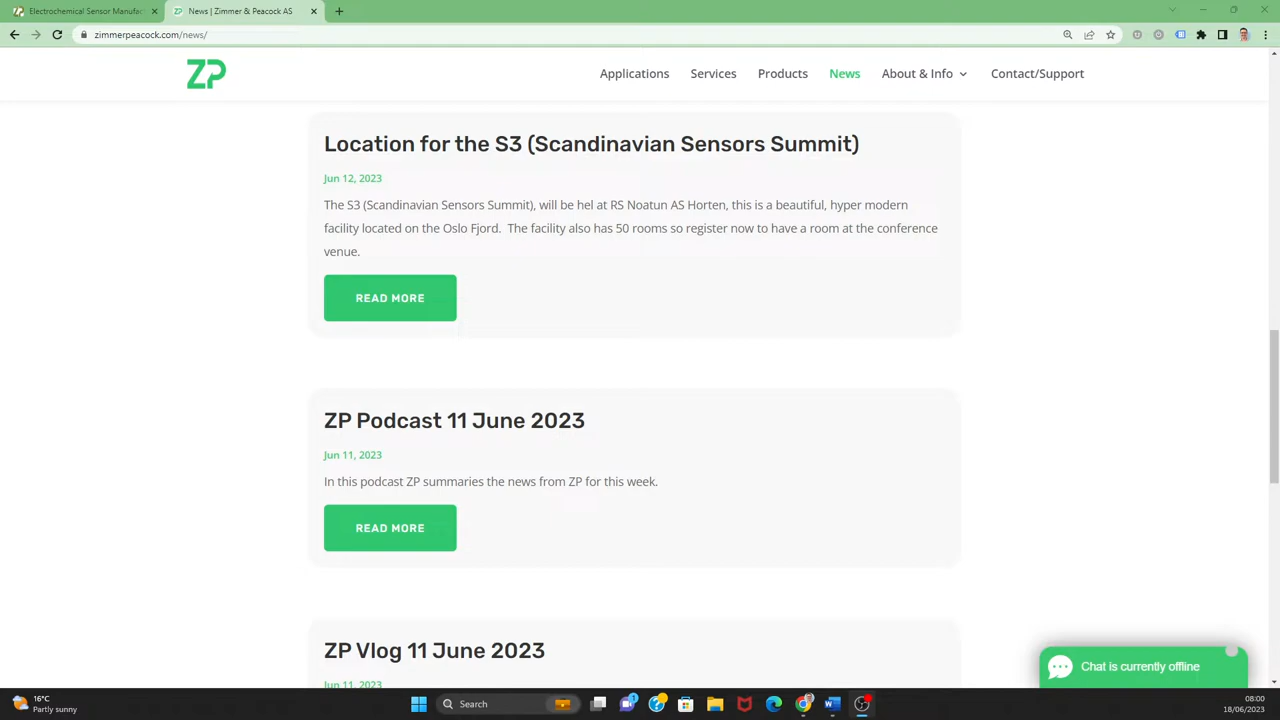 Electrochemical Sensor Manufac
News | Zimmer & Peacock AS
zimmerpeacock.com/news/
ZP
Applications
Services
Products
News
About & Info
Contact/Support
Location for the S3 (Scandinavian Sensors Summit)
Jun 12, 2023
The S3 (Scandinavian Sensors Summit), will be hel at RS Noatun AS Horten, this is a beautiful, hyper modern
facility located on the Oslo Fjord.  The facility also has 50 rooms so register now to have a room at the conference
venue.
READ MORE
ZP Podcast 11 June 2023
Jun 11, 2023
In this podcast ZP summaries the news from ZP for this week.
READ MORE
ZP Vlog 11 June 2023
Jun 11, 2023
Chat is currently offline
16°C
Partly sunny
Search
1
08:00
18/06/2023